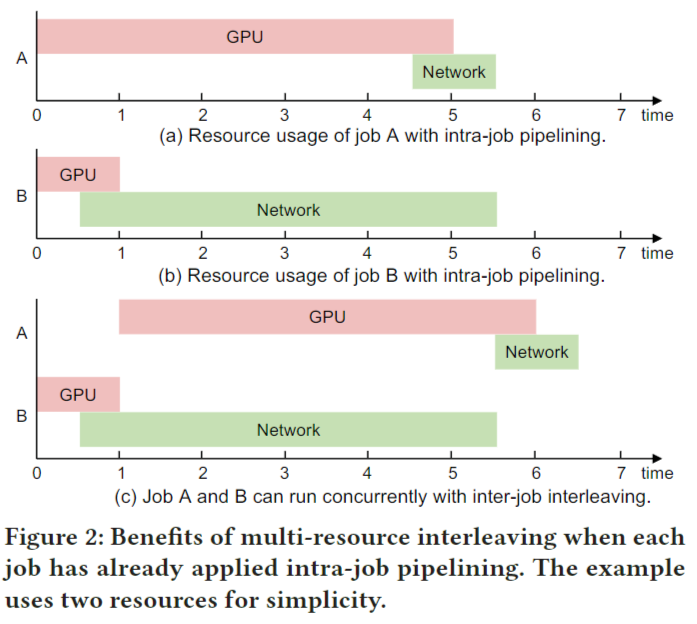 GPU
A
Network
0 1 2 3 4 5 6 7 time
(a) Resource usage of job A with intra-job pipelining.
GPU
B
Network
0 1 2 3 4 5 6 7 time
(b) Resource usage of job B with intra-job pipelining.
GPU
A
Network
GPU
B
Network
0 1 2 3 4 5 6 7 time
(c) Job A and B can run concurrently with inter-job interleaving.
Figure 2: Benefits of multi-resource interleaving when each
job has already applied intra-job pipelining. The example
uses two resources for simplicity.